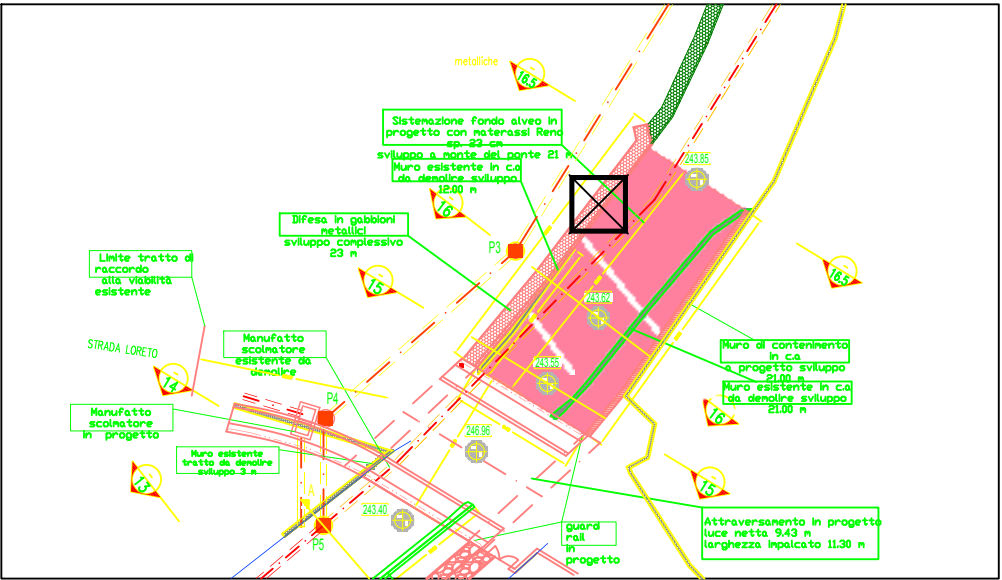 metalliche
16.5
Sistemazione fondo alveo in
progetto con materassi Reno
sp. 23 cm
sviluppo a monte del ponte 21 m
Muro esistente in c.a
da demolire sviluppo
12.00 m
243.85
16
Difesa in gabbioni
metallici
sviluppo complessivo
23 m
P3
Limite tratto di
raccordo
alla viabilità
esistente
15
16.5
243.62
STRADA LORETO
Manufatto
scolmatore
esistente da
demolire
Muro di contenimento
in c.a
a progetto sviluppo
21.00 m
243.55
14
Muro esistente in c.a
da demolire sviluppo
21.00 m
P4
Manufatto
scolmatore
in progetto
16
246.96
Muro esistente
tratto da demolire
sviluppo 3 m
13
15
A
243.40
P5
guard
rail
in
progetto
Attraversamento in progetto
luce netta 9.43 m
larghezza impalcato 11.30 m